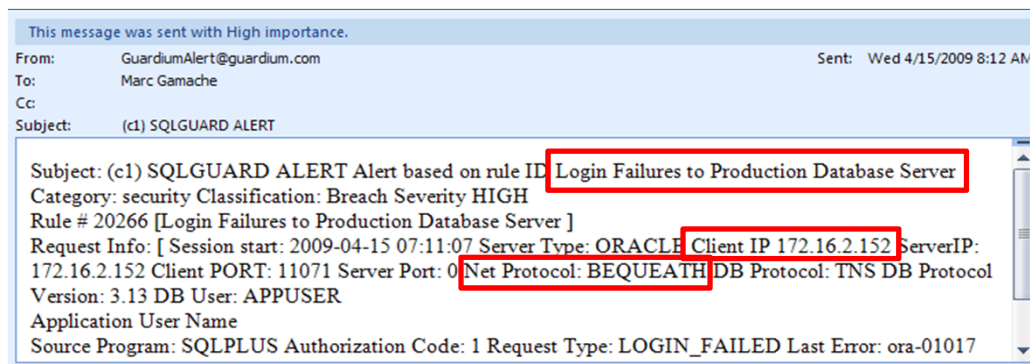 This message was sent with High importance.
From: GuardiumAlert@guardium.com Sent: Wed 4/15/2009 8:12 AM
To: Marc Gamache
Cc:
Subject: (c1) SQLGUARD ALERT
Subject: (c1) SQLGUARD ALERT Alert based on rule ID Login Failures to Production Database Server
Category: security Classification: Breach Severity HIGH
Rule # 20266 [Login Failures to Production Database Server ]
Request Info: [ Session start: 2009-04-15 07:11:07 Server Type: ORACLE Client IP 172.16.2.152 ServerIP:
172.16.2.152 Client PORT: 11071 Server Port: 0 Net Protocol: BEQUEATH DB Protocol: TNS DB Protocol
Version: 3.13 DB User: APPUSER
Application User Name
Source Program: SQLPLUS Authorization Code: 1 Request Type: LOGIN_FAILED Last Error: ora-01017